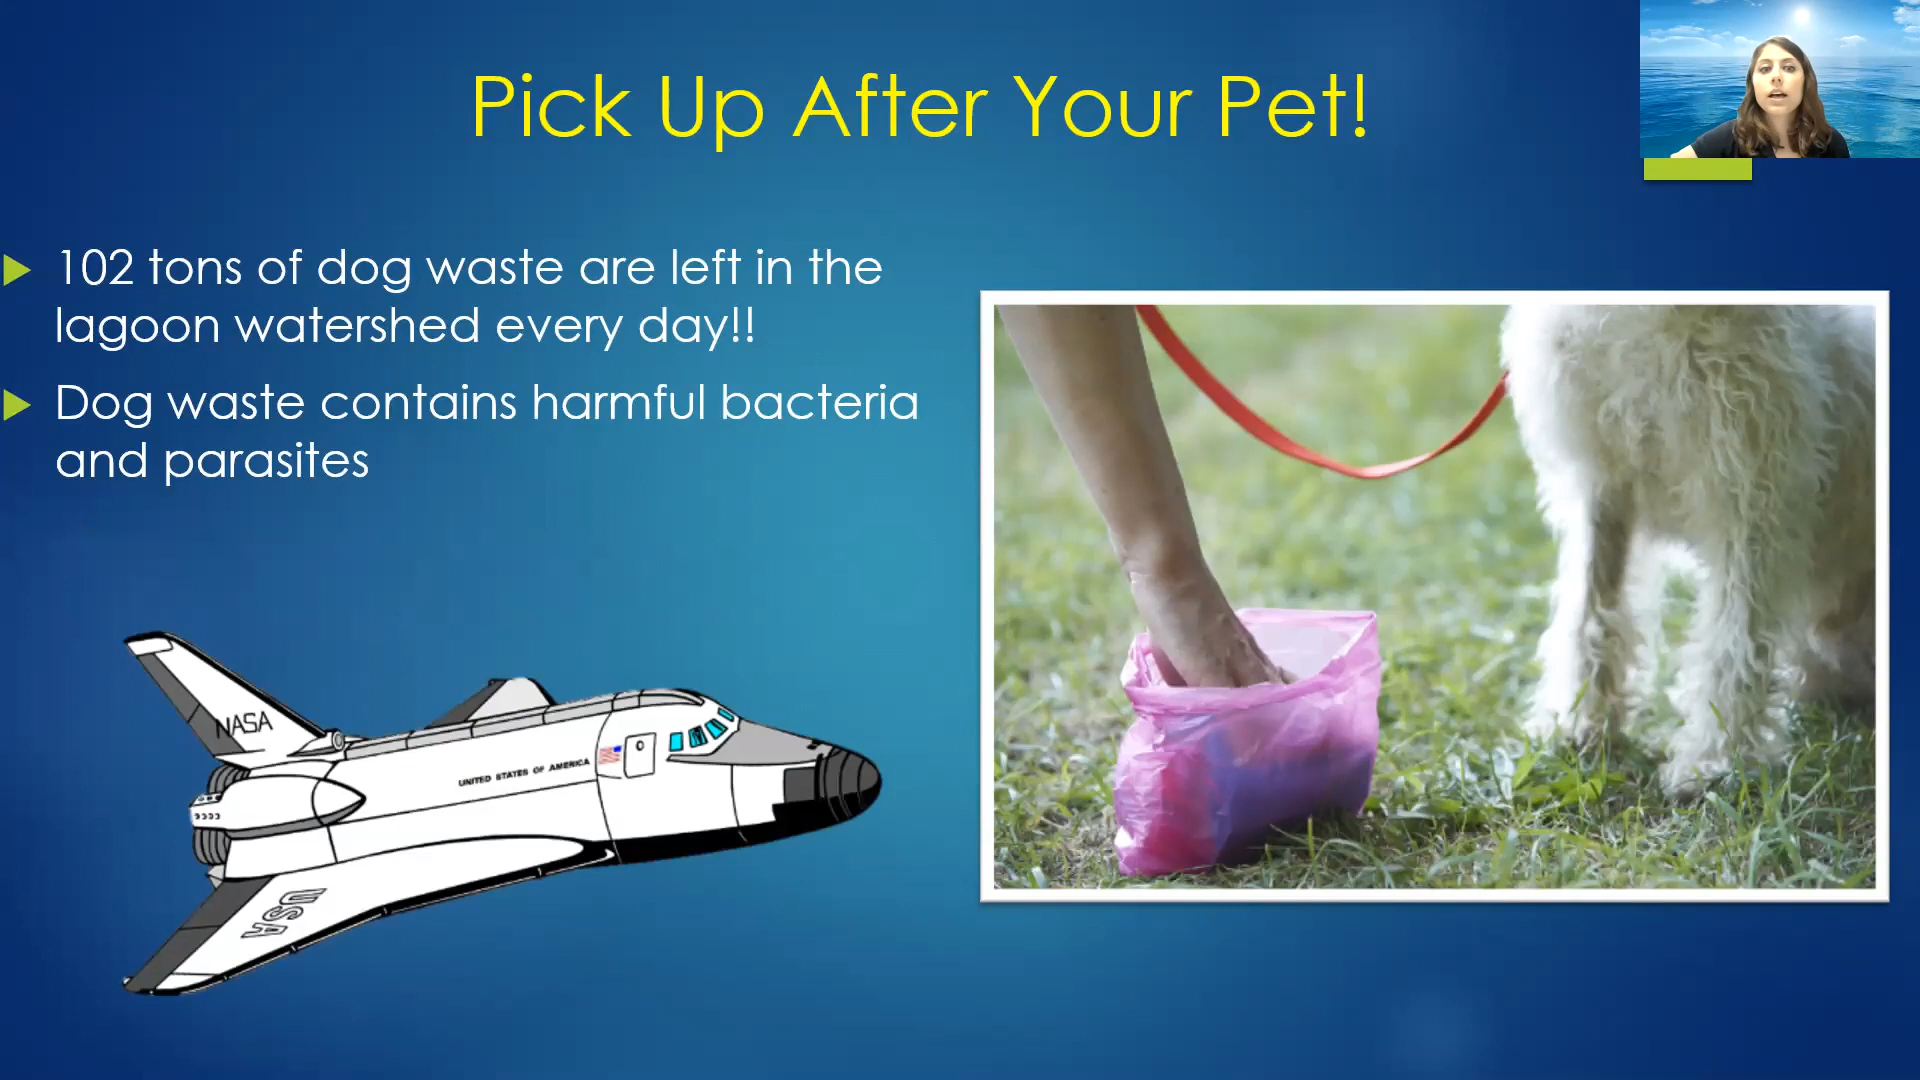 Pick Up After Your Pet!
102 tons of dog waste are left in the
lagoon watershed every day!!
Dog waste contains harmful bacteria
and parasites
NASA
UNITED STATES OF AMERICA
USA